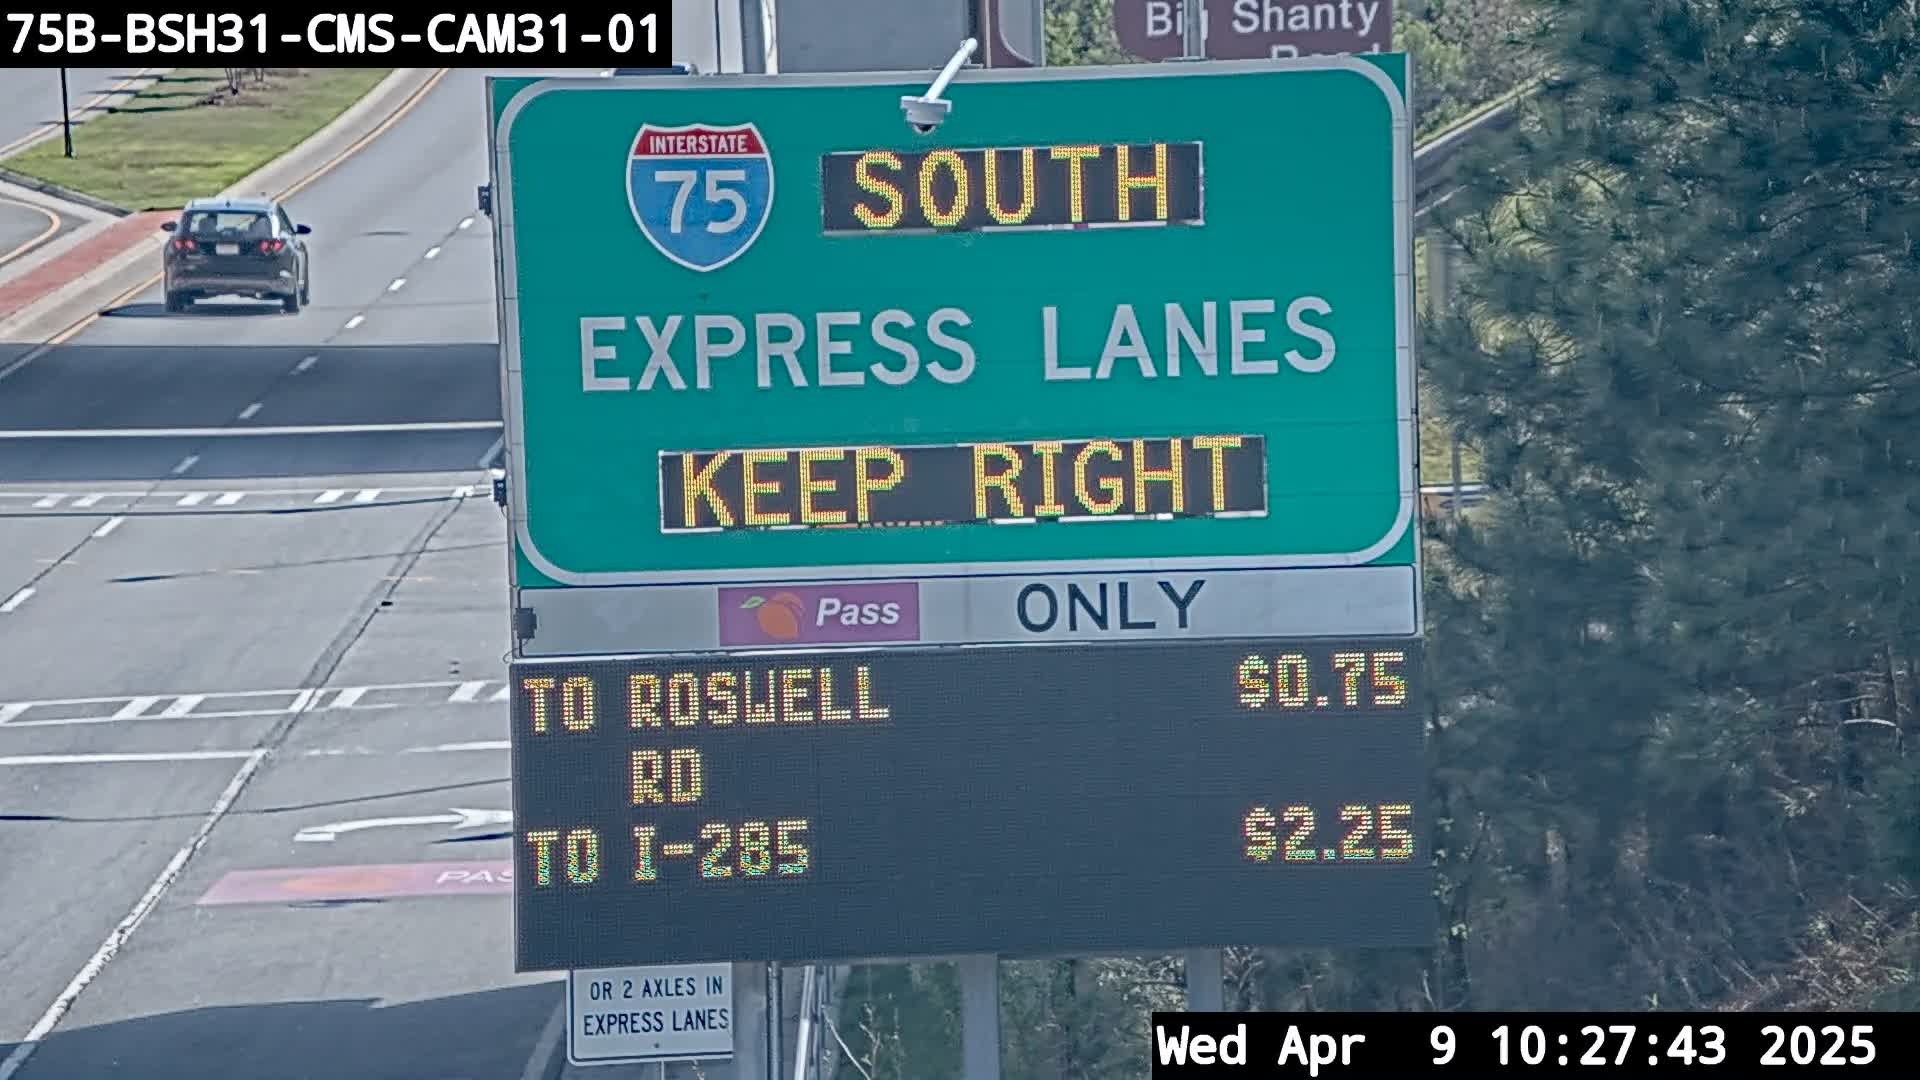 75B-BSH31-CMS-CAM31-01
Big Shanty
Road
INTERSTATE
75
SOUTH
EXPRESS LANES
KEEP RIGHT
Pass
ONLY
TO ROSWELL $0.75
RD
TO I-285 $2.25
PAS
OR 2 AXLES IN
EXPRESS LANES
Wed Apr 9 10:27:43 2025